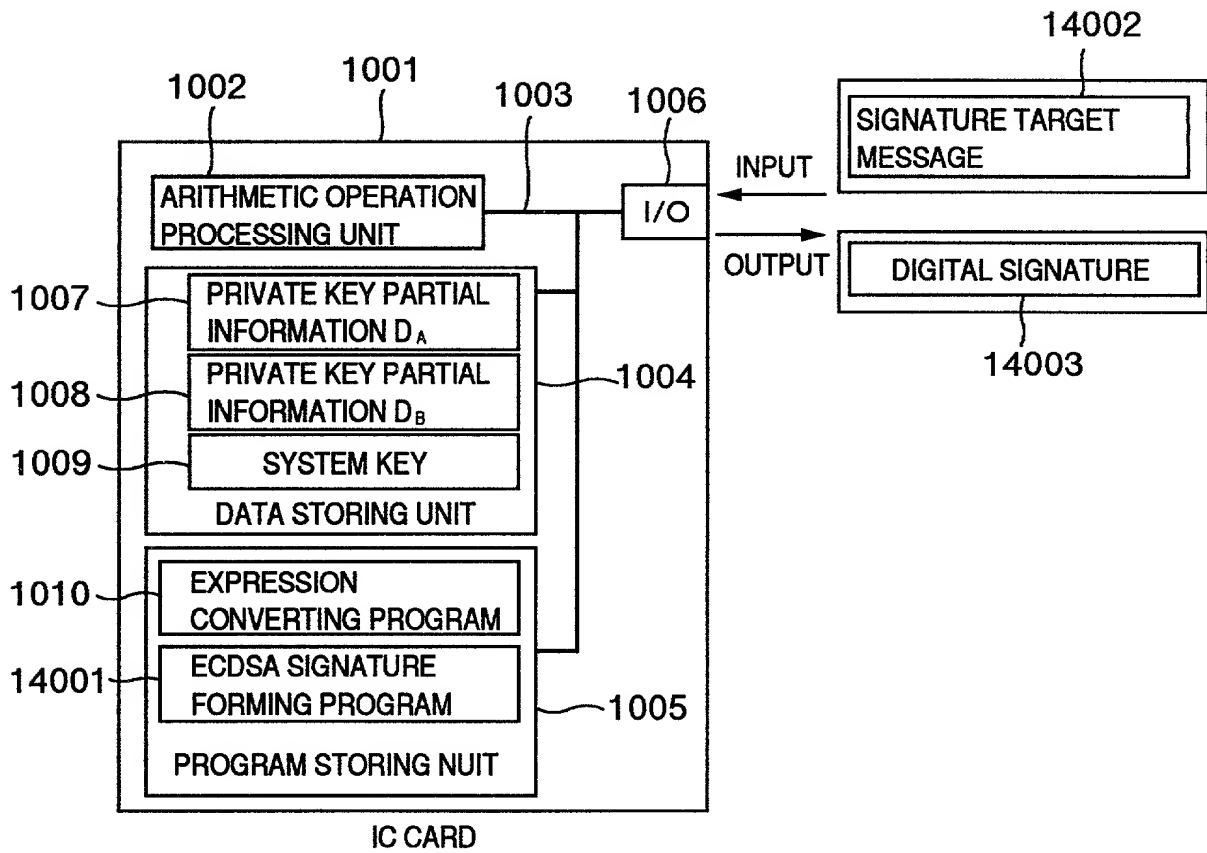 14002
1001
1002
1003
1006
SIGNATURE TARGET
MESSAGE
INPUT
ARITHMETIC OPERATION
PROCESSING UNIT
I/O
OUTPUT
DIGITAL SIGNATURE
14003
1007
PRIVATE KEY PARTIAL
INFORMATION DA
1004
1008
PRIVATE KEY PARTIAL
INFORMATION DB
1009
SYSTEM KEY
DATA STORING UNIT
1010
EXPRESSION
CONVERTING PROGRAM
14001
ECDSA SIGNATURE
FORMING PROGRAM
1005
PROGRAM STORING NUIT
IC CARD